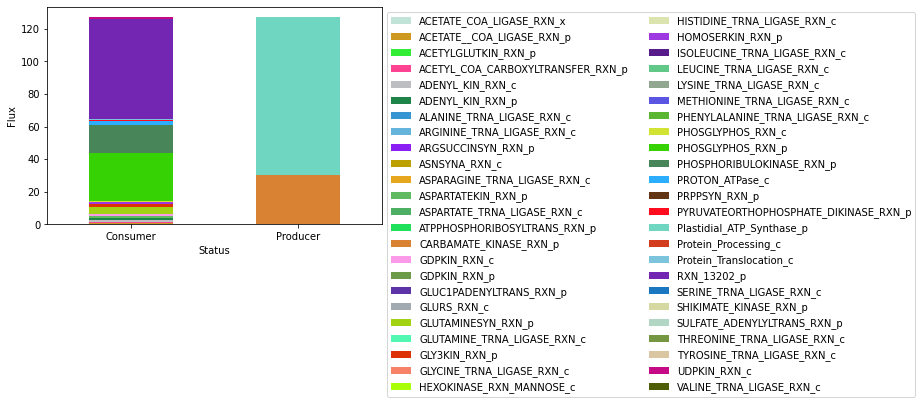 120
100
80
60
40
20
0
Flux
Consumer
Producer
Status
ACETATE_COA_LIGASE_RXN_x
ACETATE__COA_LIGASE_RXN_p
ACETYLGLUTKIN_RXN_p
ACETYL_COA_CARBOXYLTRANSFER_RXN_p
ADENYL_KIN_RXN_c
ADENYL_KIN_RXN_p
ALANINE_TRNA_LIGASE_RXN_c
ARGININE_TRNA_LIGASE_RXN_c
ARGSUCCINSYN_RXN_p
ASNSYNA_RXN_c
ASPARAGINE_TRNA_LIGASE_RXN_c
ASPARTATEKIN_RXN_p
ASPARTATE_TRNA_LIGASE_RXN_c
ATPPHOSPHORIBOSYLTRANS_RXN_p
CARBAMATE_KINASE_RXN_p
GDPKIN_RXN_c
GDPKIN_RXN_p
GLUC1PADENYLTRANS_RXN_p
GLURS_RXN_c
GLUTAMINESYN_RXN_p
GLUTAMINE_TRNA_LIGASE_RXN_c
GLY3KIN_RXN_p
GLYCINE_TRNA_LIGASE_RXN_c
HEXOKINASE_RXN_MANNOSE_c
HISTIDINE_TRNA_LIGASE_RXN_c
HOMOSERKIN_RXN_p
ISOLEUCINE_TRNA_LIGASE_RXN_c
LEUCINE_TRNA_LIGASE_RXN_c
LYSINE_TRNA_LIGASE_RXN_c
METHIONINE_TRNA_LIGASE_RXN_c
PHENYLALANINE_TRNA_LIGASE_RXN_c
PHOSGLYPHOS_RXN_c
PHOSGLYPHOS_RXN_p
PHOSPHORIBULOKINASE_RXN_p
PROTON_ATPase_c
PRPPSYN_RXN_p
PYRUVATEORTHOPHOSPHATE_DIKINASE_RXN_p
Plastidial_ATP_Synthase_p
Protein_Processing_c
Protein_Translocation_c
RXN_13202_p
SERINE_TRNA_LIGASE_RXN_c
SHIKIMATE_KINASE_RXN_p
SULFATE_ADENYLYLTRANS_RXN_p
THREONINE_TRNA_LIGASE_RXN_c
TYROSINE_TRNA_LIGASE_RXN_c
UDPKIN_RXN_c
VALINE_TRNA_LIGASE_RXN_c